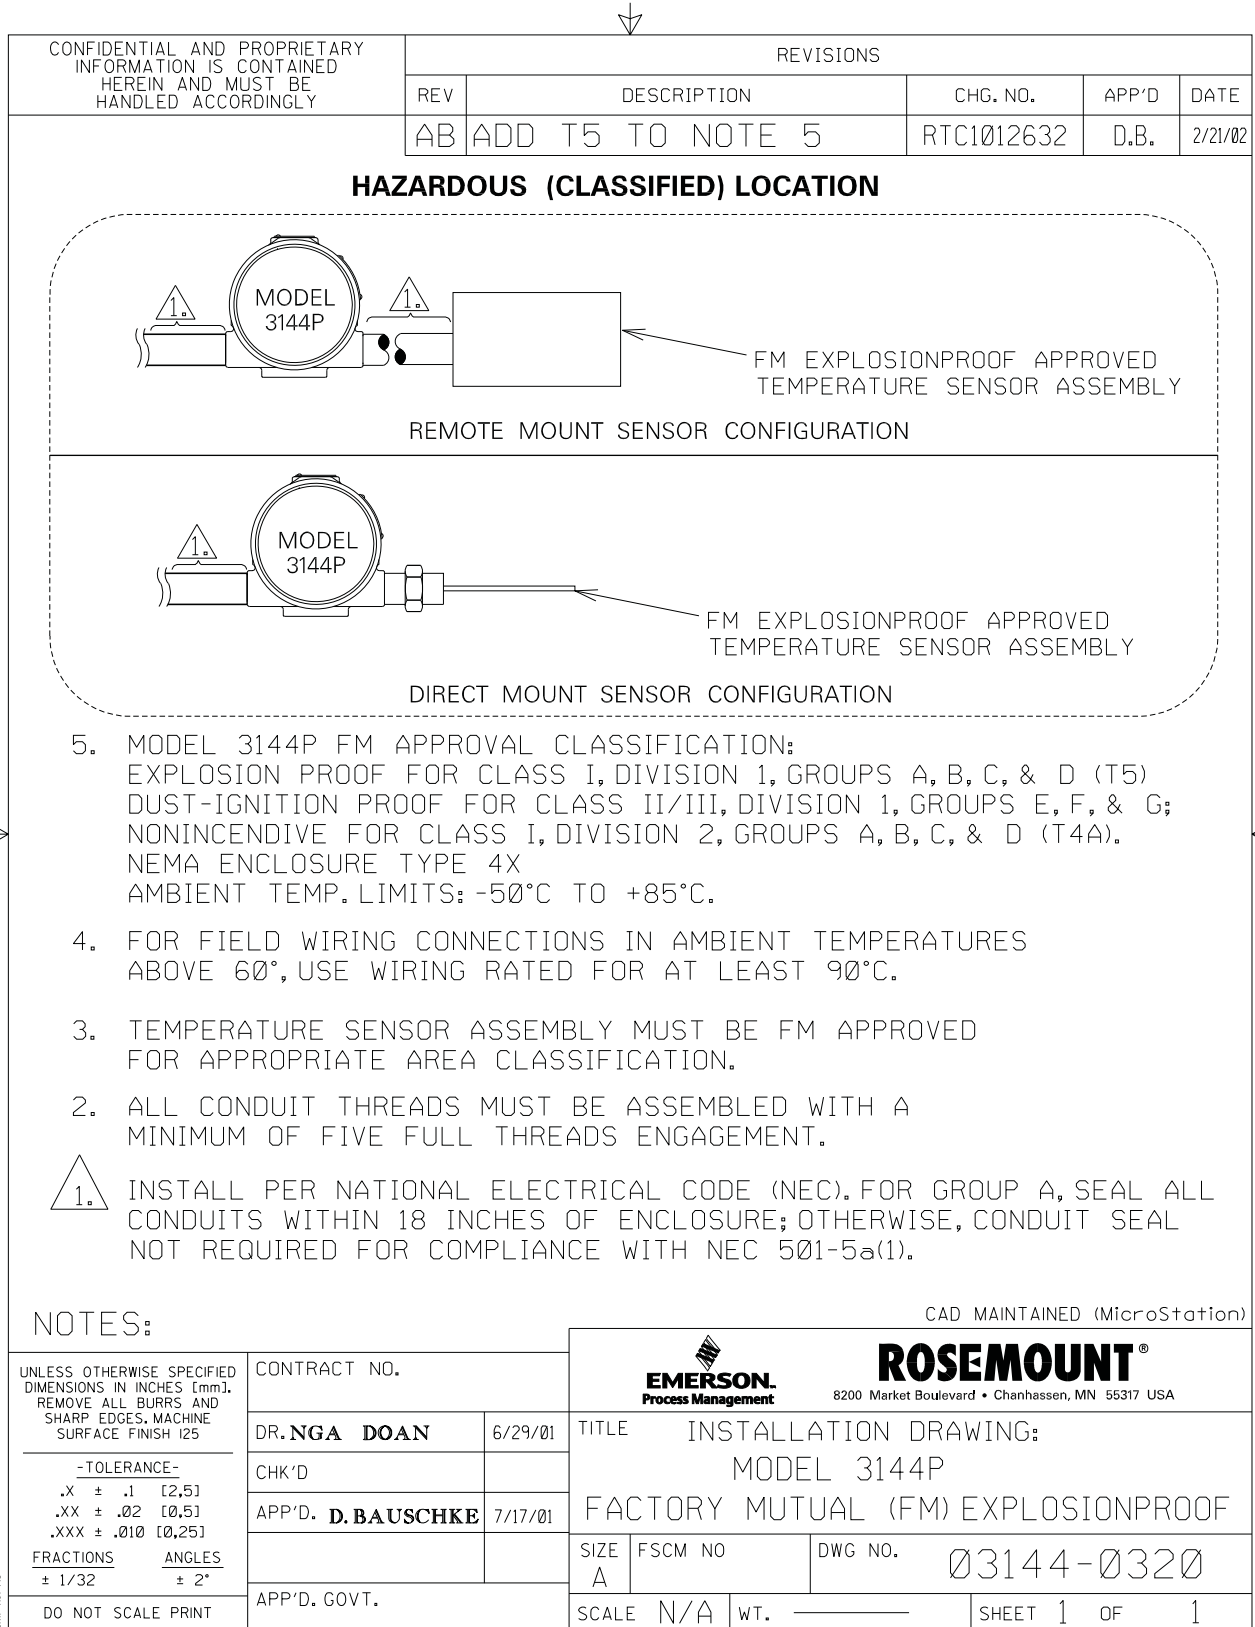 CONFIDENTIAL AND PROPRIETARY
INFORMATION IS CONTAINED
HEREIN AND MUST BE
HANDLED ACCORDINGLY
REVISIONS
REV DESCRIPTION CHG. NO. APP'D DATE
AB ADD T5 TO NOTE 5 RTC1012632 D.B. 2/21/02
HAZARDOUS (CLASSIFIED) LOCATION
1.
MODEL
3144P
1.
FM EXPLOSIONPROOF APPROVED
TEMPERATURE SENSOR ASSEMBLY
REMOTE MOUNT SENSOR CONFIGURATION
1.
MODEL
3144P
FM EXPLOSIONPROOF APPROVED
TEMPERATURE SENSOR ASSEMBLY
DIRECT MOUNT SENSOR CONFIGURATION
5. MODEL 3144P FM APPROVAL CLASSIFICATION:
EXPLOSION PROOF FOR CLASS I, DIVISION 1, GROUPS A, B, C, & D (T5)
DUST-IGNITION PROOF FOR CLASS II/III, DIVISION 1, GROUPS E, F, & G;
NONINCENDIVE FOR CLASS I, DIVISION 2, GROUPS A, B, C, & D (T4A).
NEMA ENCLOSURE TYPE 4X
AMBIENT TEMP. LIMITS: -50°C TO +85°C.
4. FOR FIELD WIRING CONNECTIONS IN AMBIENT TEMPERATURES
ABOVE 60°, USE WIRING RATED FOR AT LEAST 90°C.
3. TEMPERATURE SENSOR ASSEMBLY MUST BE FM APPROVED
FOR APPROPRIATE AREA CLASSIFICATION.
2. ALL CONDUIT THREADS MUST BE ASSEMBLED WITH A
MINIMUM OF FIVE FULL THREADS ENGAGEMENT.
1. INSTALL PER NATIONAL ELECTRICAL CODE (NEC). FOR GROUP A, SEAL ALL
CONDUITS WITHIN 18 INCHES OF ENCLOSURE; OTHERWISE, CONDUIT SEAL
NOT REQUIRED FOR COMPLIANCE WITH NEC 501-5a(1).
NOTES:
CAD MAINTAINED (MicroStation)
UNLESS OTHERWISE SPECIFIED
DIMENSIONS IN INCHES [mm].
REMOVE ALL BURRS AND
SHARP EDGES. MACHINE
SURFACE FINISH 125
-TOLERANCE-
.X ± .1 [2,5]
.XX ± .02 [0,5]
.XXX ± .010 [0,25]
FRACTIONS ANGLES
± 1/32 ± 2°
DO NOT SCALE PRINT
CONTRACT NO.
DR. NGA DOAN 6/29/01
CHK'D
APP'D. D. BAUSCHKE 7/17/01
APP'D. GOVT.
EMERSON.
Process Management
ROSEMOUNT®
8200 Market Boulevard • Chanhassen, MN 55317 USA
TITLE INSTALLATION DRAWING:
MODEL 3144P
FACTORY MUTUAL (FM) EXPLOSIONPROOF
SIZE A FSCM NO DWG NO. 03144-0320
SCALE N/A WT. SHEET 1 OF 1